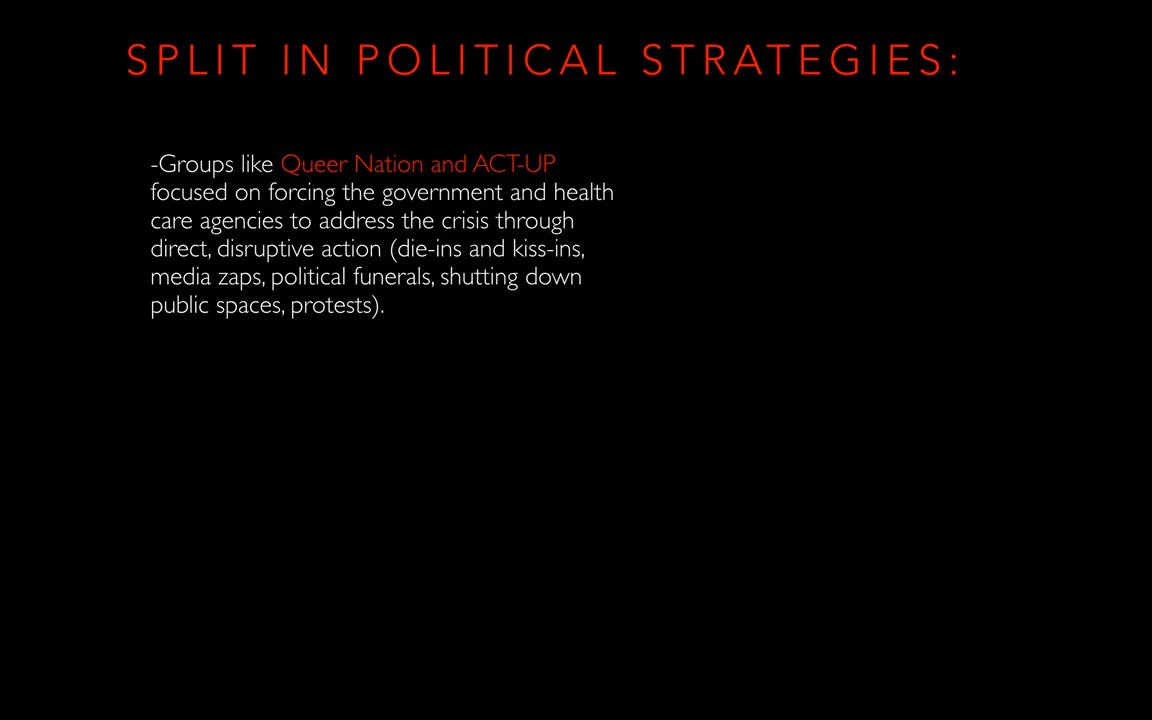 SPLIT IN POLITICAL STRATEGIES:
-Groups like Queer Nation and ACT-UP
focused on forcing the government and health
care agencies to address the crisis through
direct, disruptive action (die-ins and kiss-ins,
media zaps, political funerals, shutting down
public spaces, protests).